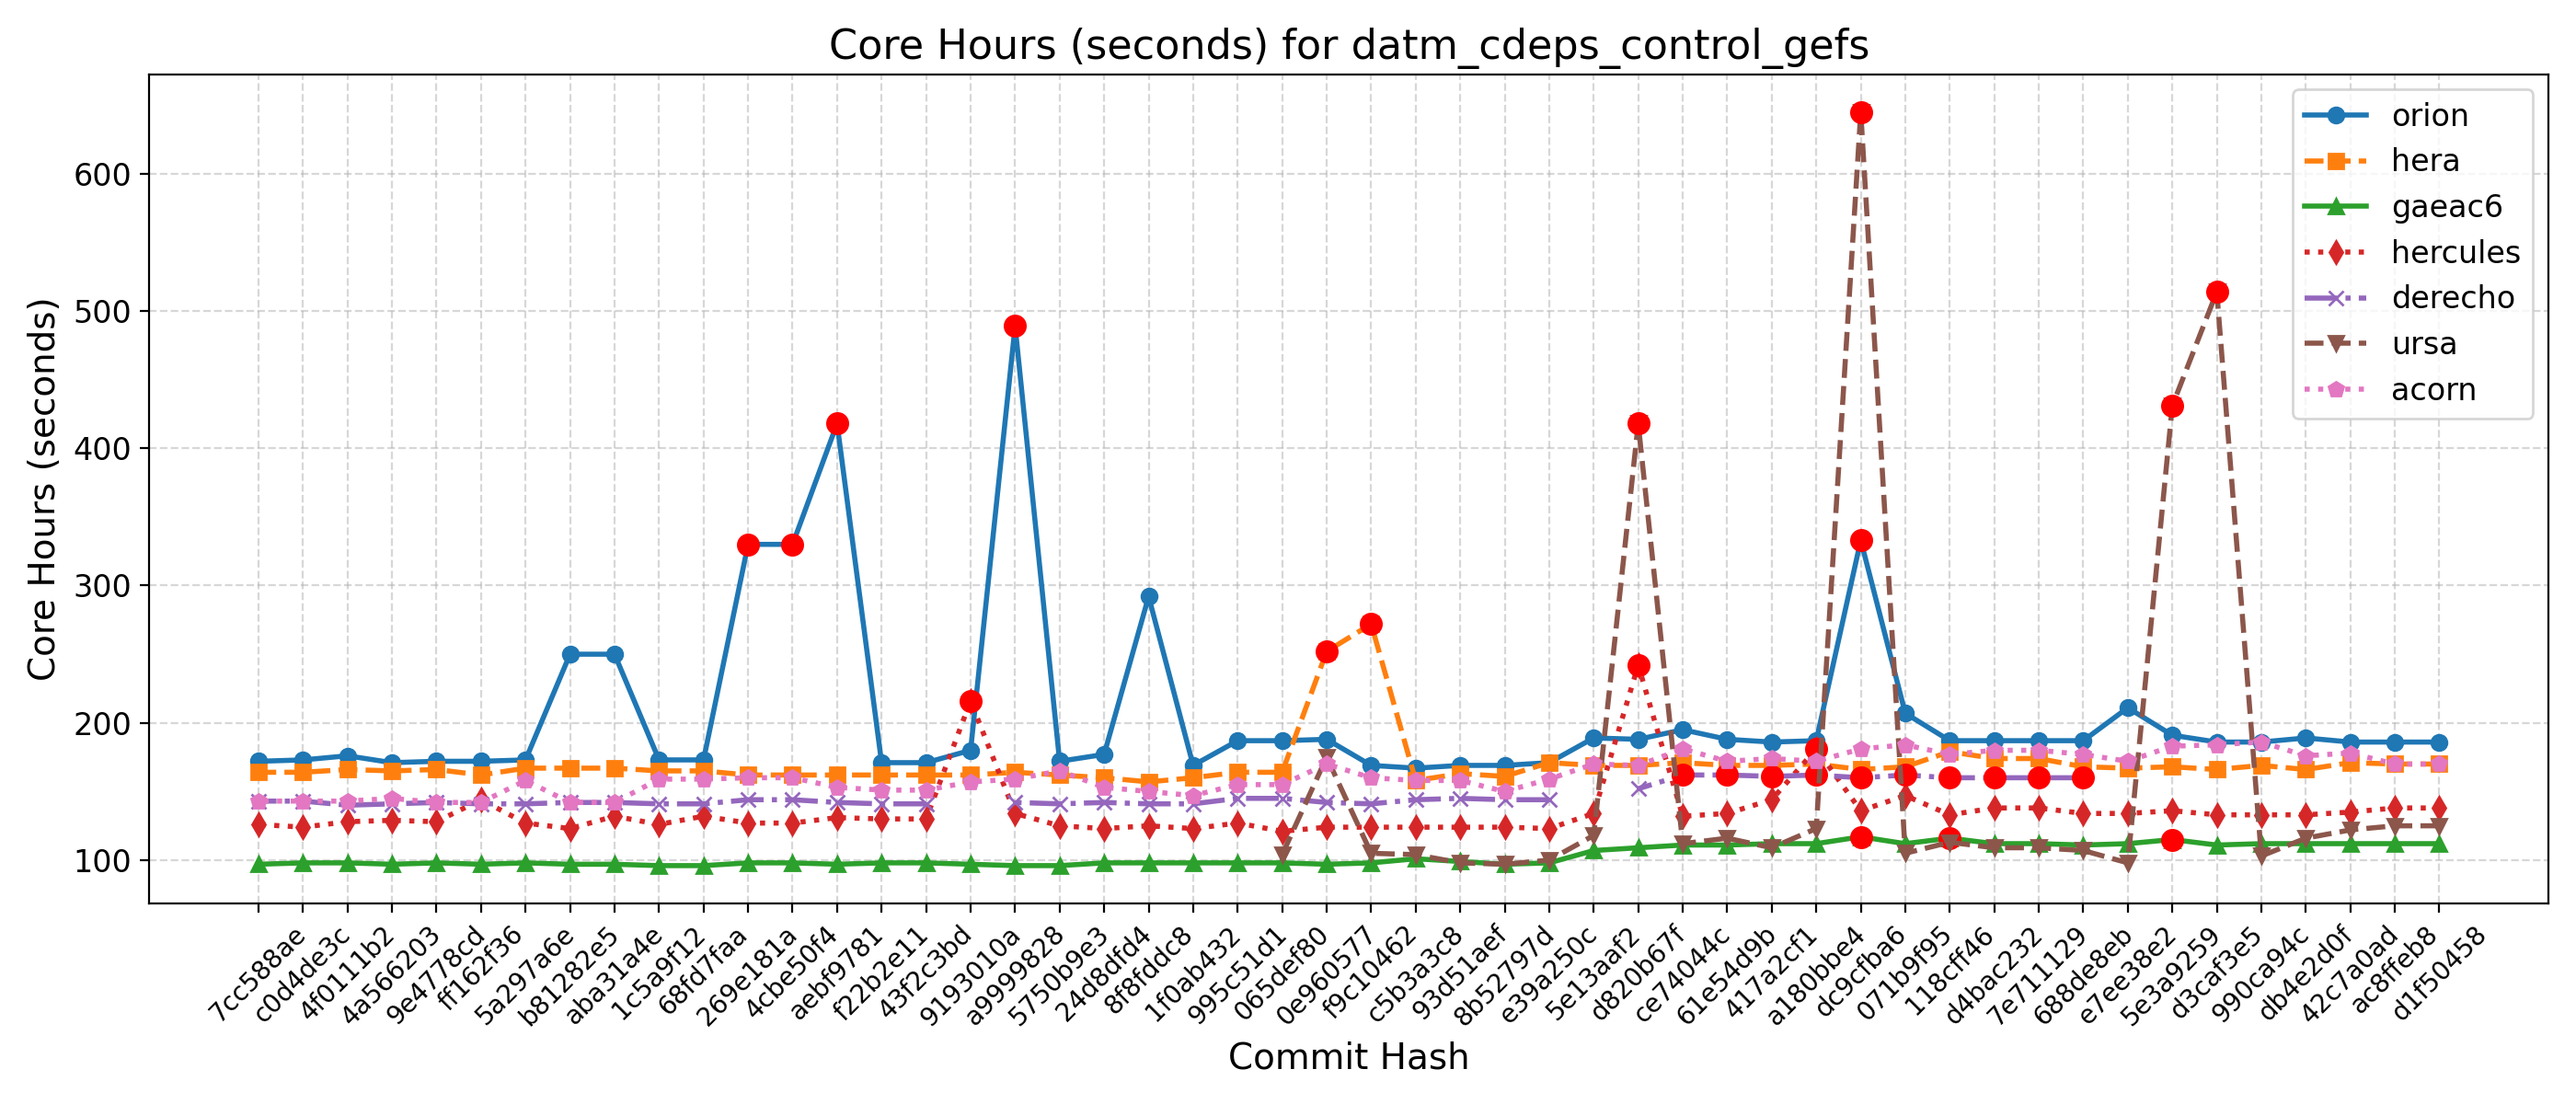 Core Hours (seconds) for datm_cdeps_control_gefs
Core Hours (seconds)
600
500
400
300
200
100
orion
hera
gaeac6
hercules
derecho
ursa
acorn
7cc588ae
c0d4de3c
4f0111b2
4a566203
9e4778cd
ff162f36
5a297a6e
b81282e5
aba31a4e
1c5a9f12
68fd7faa
269e181a
4cbe50f4
aebf9781
f22b2e11
43f2c3bd
9193010a
a9999828
5750b9e3
24d8dfd4
8f8fddc8
1f0ab432
995c51d1
065def80
0e960577
f9c10462
c5b3a3c8
93d51aef
8b52797d
e39a250c
5e13aaf2
d820b67f
ce74044c
61e54d9b
417a2cf1
a180bbe4
dc9cfba6
071b9f95
118cff46
d4bac232
7e711129
688de8eb
e7ee38e2
5e3a9259
d3caf3e5
990ca94c
db4e2d0f
42c7a0ad
ac8ffeb8
d1f50458
Commit Hash